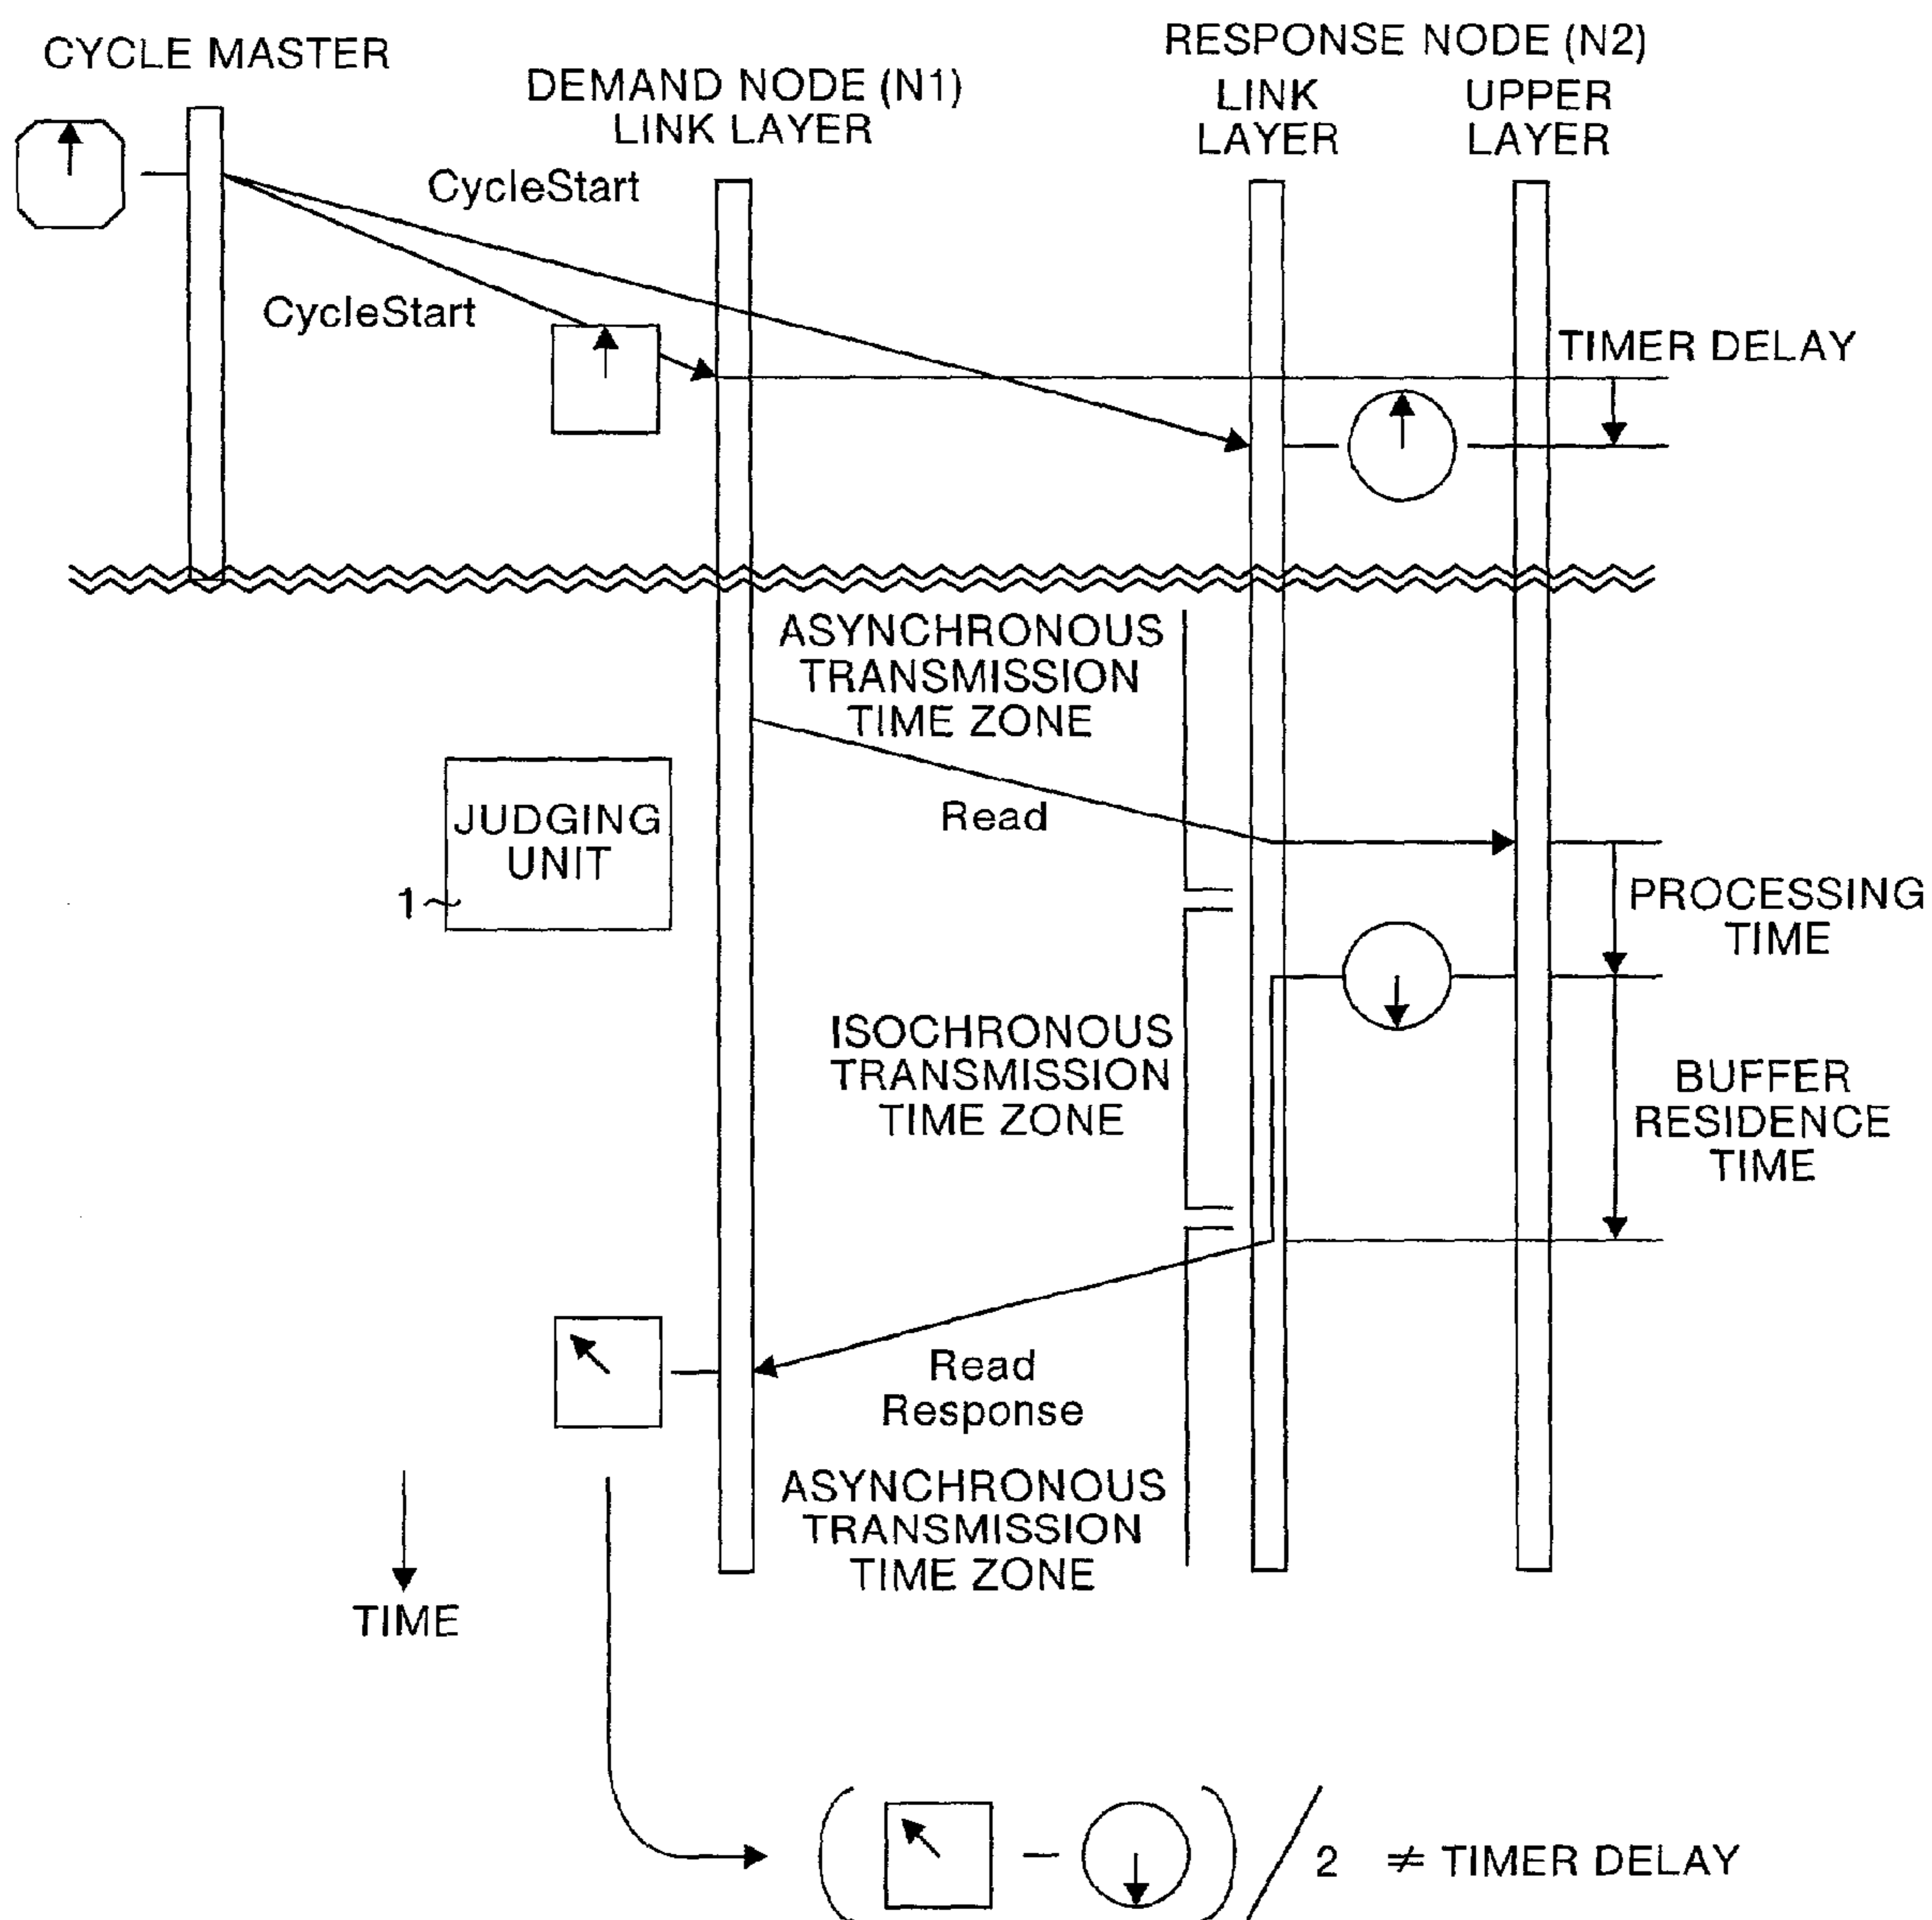 CYCLE MASTER
DEMAND NODE (N1)
LINK LAYER
RESPONSE NODE (N2)
LINK
LAYER
UPPER
LAYER
CycleStart
CycleStart
TIMER DELAY
ASYNCHRONOUS
TRANSMISSION
TIME ZONE
Read
JUDGING
UNIT
1
PROCESSING
TIME
ISOCHRONOUS
TRANSMISSION
TIME ZONE
BUFFER
RESIDENCE
TIME
Read
Response
ASYNCHRONOUS
TRANSMISSION
TIME ZONE
TIME
( − ) / 2 ≠ TIMER DELAY